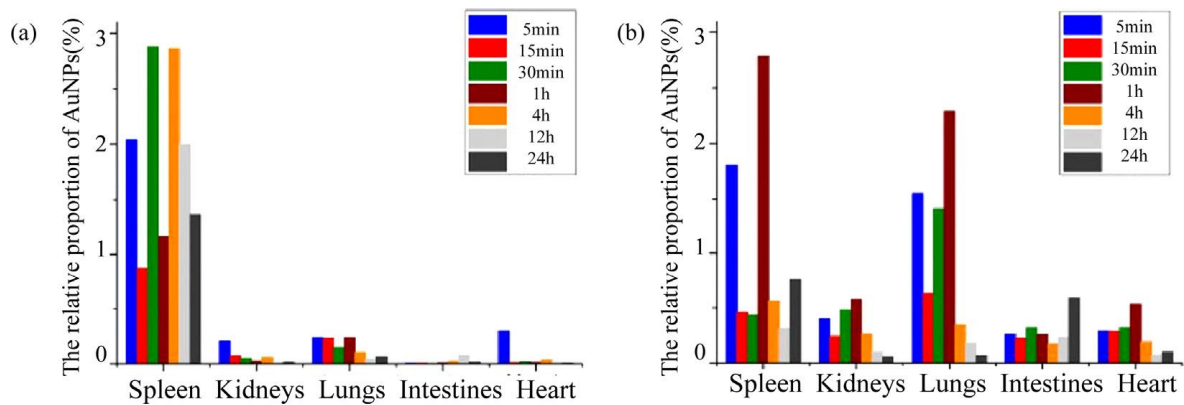 (a)
The relative proportion of AuNPs(%)
3
2
1
0
5min
15min
30min
1h
4h
12h
24h
Spleen Kidneys Lungs Intestines Heart
(b)
The relative proportion of AuNPs(%)
3
2
1
0
5min
15min
30min
1h
4h
12h
24h
Spleen Kidneys Lungs Intestines Heart